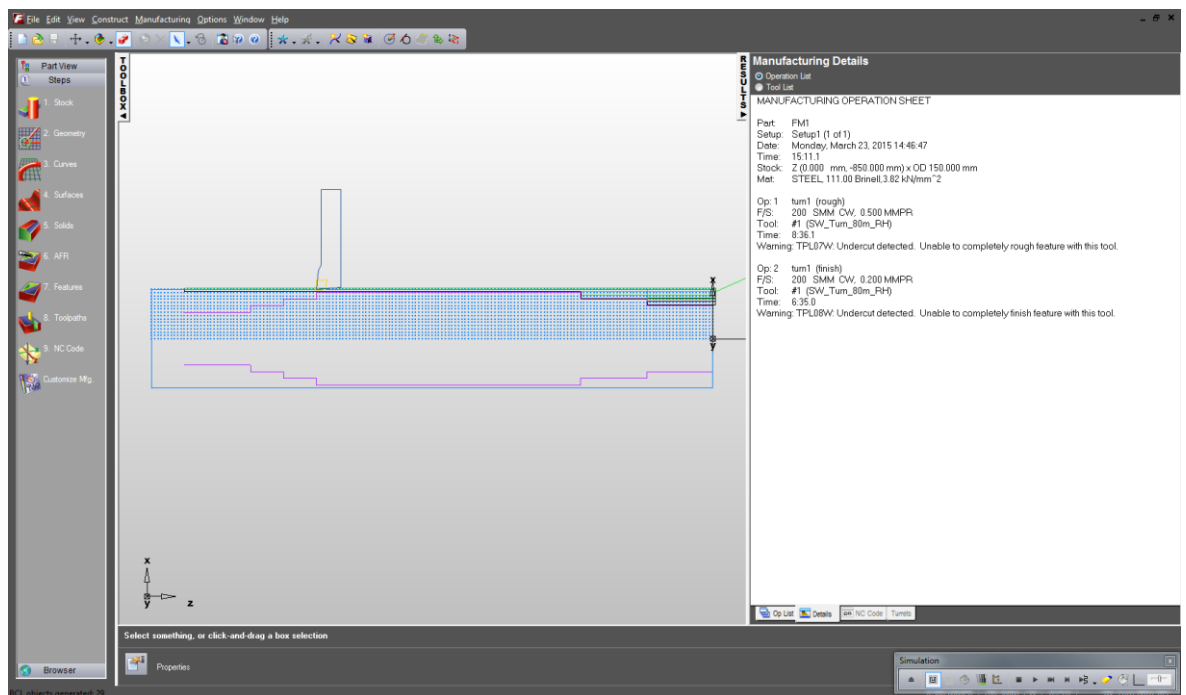 File Edit View Construct Manufacturing Options Window Help
TOOLBOX
RESULTS
Part View
Steps
1. Stock
2. Geometry
3. Curves
4. Surfaces
5. Solids
6. AFR
7. Features
8. Toolpaths
9. NC Code
Customize Mfg.
Browser
x
y
x
y
z
Manufacturing Details
Operation List
Tool List
MANUFACTURING OPERATION SHEET
Part: FM1
Setup: Setup1 (1 of 1)
Date: Monday, March 23, 2015 14:46:47
Time: 15:11.1
Stock: Z (0.000 mm, -850.000 mm) x OD 150.000 mm
Mat: STEEL, 111.00 Brinell,3.82 kN/mm^2
Op: 1 turn1 (rough)
F/S: 200 SMM CW, 0.500 MMPR
Tool: #1 (SW_Turn_80m_RH)
Time: 8:36.1
Warning: TPL07W: Undercut detected. Unable to completely rough feature with this tool.
Op: 2 turn1 (finish)
F/S: 200 SMM CW, 0.200 MMPR
Tool: #1 (SW_Turn_80m_RH)
Time: 6:35.0
Warning: TPL08W: Undercut detected. Unable to completely finish feature with this tool.
Op List Details NC Code Turrets
Select something, or click-and-drag a box selection
Properties
Simulation
RCL objects generated: 29